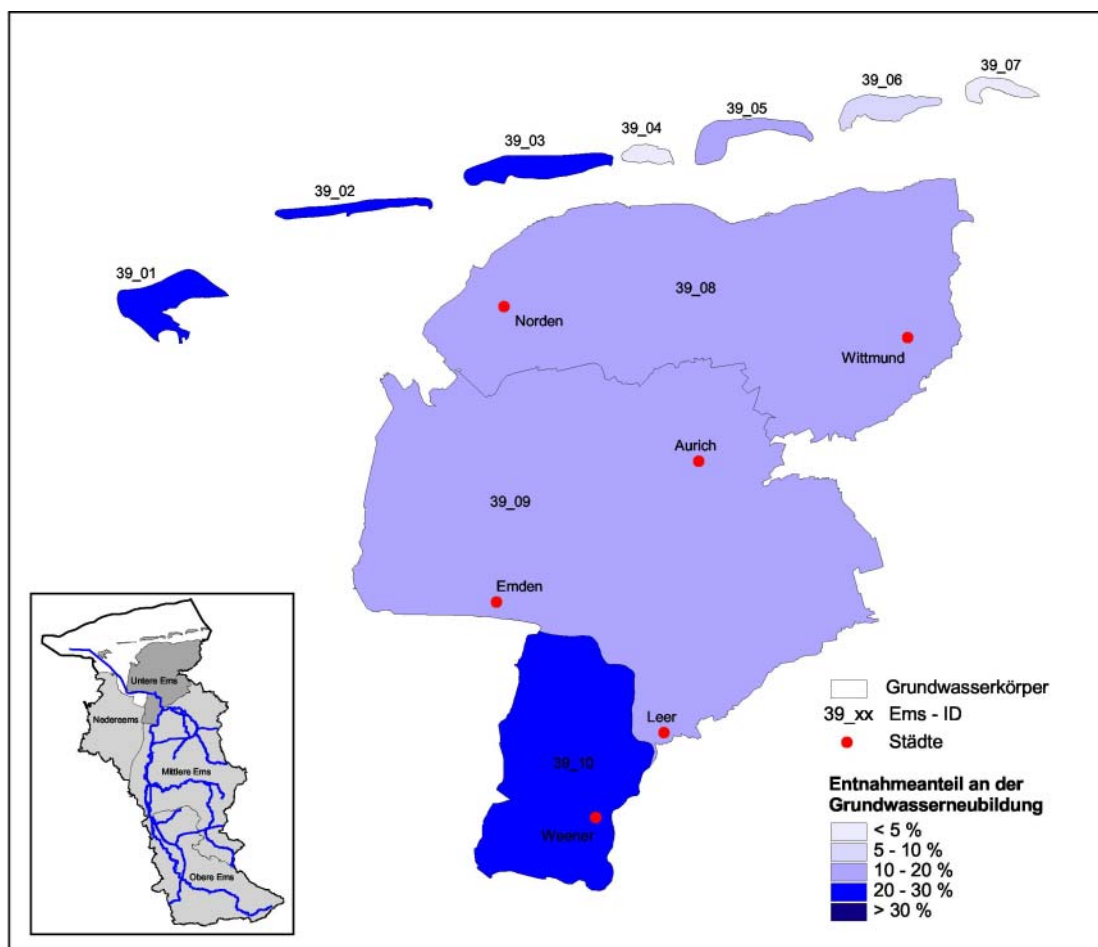 39_07
39_06
39_05
39_04
39_03
39_02
39_01
39_08
Norden
Wittmund
Aurich
39_09
Emden
Leer
39_10
Weener
Untere Ems
Nedereems
Mittlere Ems
Obere Ems
Grundwasserkörper
39_xx Ems - ID
Städte
Entnahmeanteil an der
Grundwasserneubildung
< 5 %
5 - 10 %
10 - 20 %
20 - 30 %
> 30 %